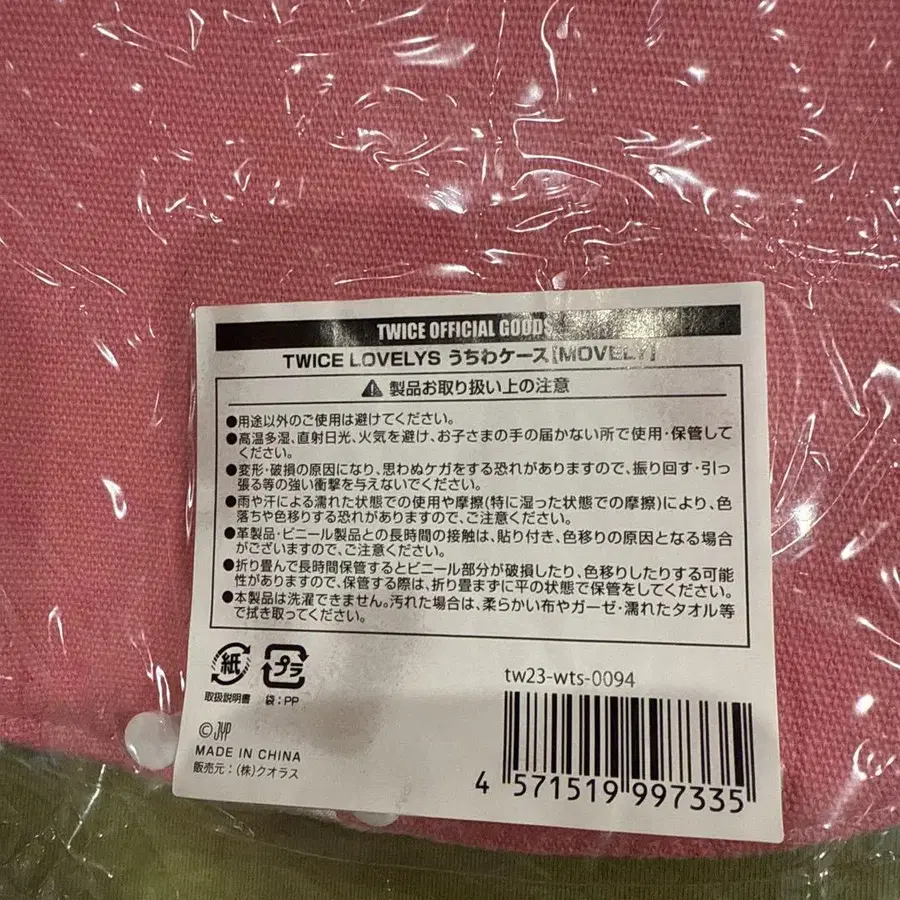 TWICE OFFICIAL GOODS
TWICE LOVELYS うちわケース[MOVELY]
製品お取り扱い上の注意
●用途以外のご使用は避けてください。
●高温多湿、直射日光、火気を避け、お子さまの手の届かない所で使用・保管して
ください。
●変形・破損の原因になり、思わぬケガをする恐れがありますので、振り回す・引っ
張る等の強い衝撃を与えないでください。
●雨や汗による濡れた状態での使用や摩擦(特に湿った状態での摩擦)により、色
落ちや色移りする恐れがありますので、ご注意ください。
●革製品・ビニール製品との長時間の接触は、貼り付き、色移りの原因となる場合
がございますので、ご注意ください。
●折り畳んで長時間保管するとビニール部分が破損したり、色移りしたりする可能
性がありますので、保管する際は、折り畳まずに平の状態で保管をしてください。
●本製品は洗濯できません。汚れた場合は、柔らかい布やガーゼ・濡れたタオル等
で拭き取ってください。
紙 プラ
取扱説明書 袋:PP
tw23-wts-0094
©JYP
MADE IN CHINA
販売元:(株)クオラス
4 571519 997335